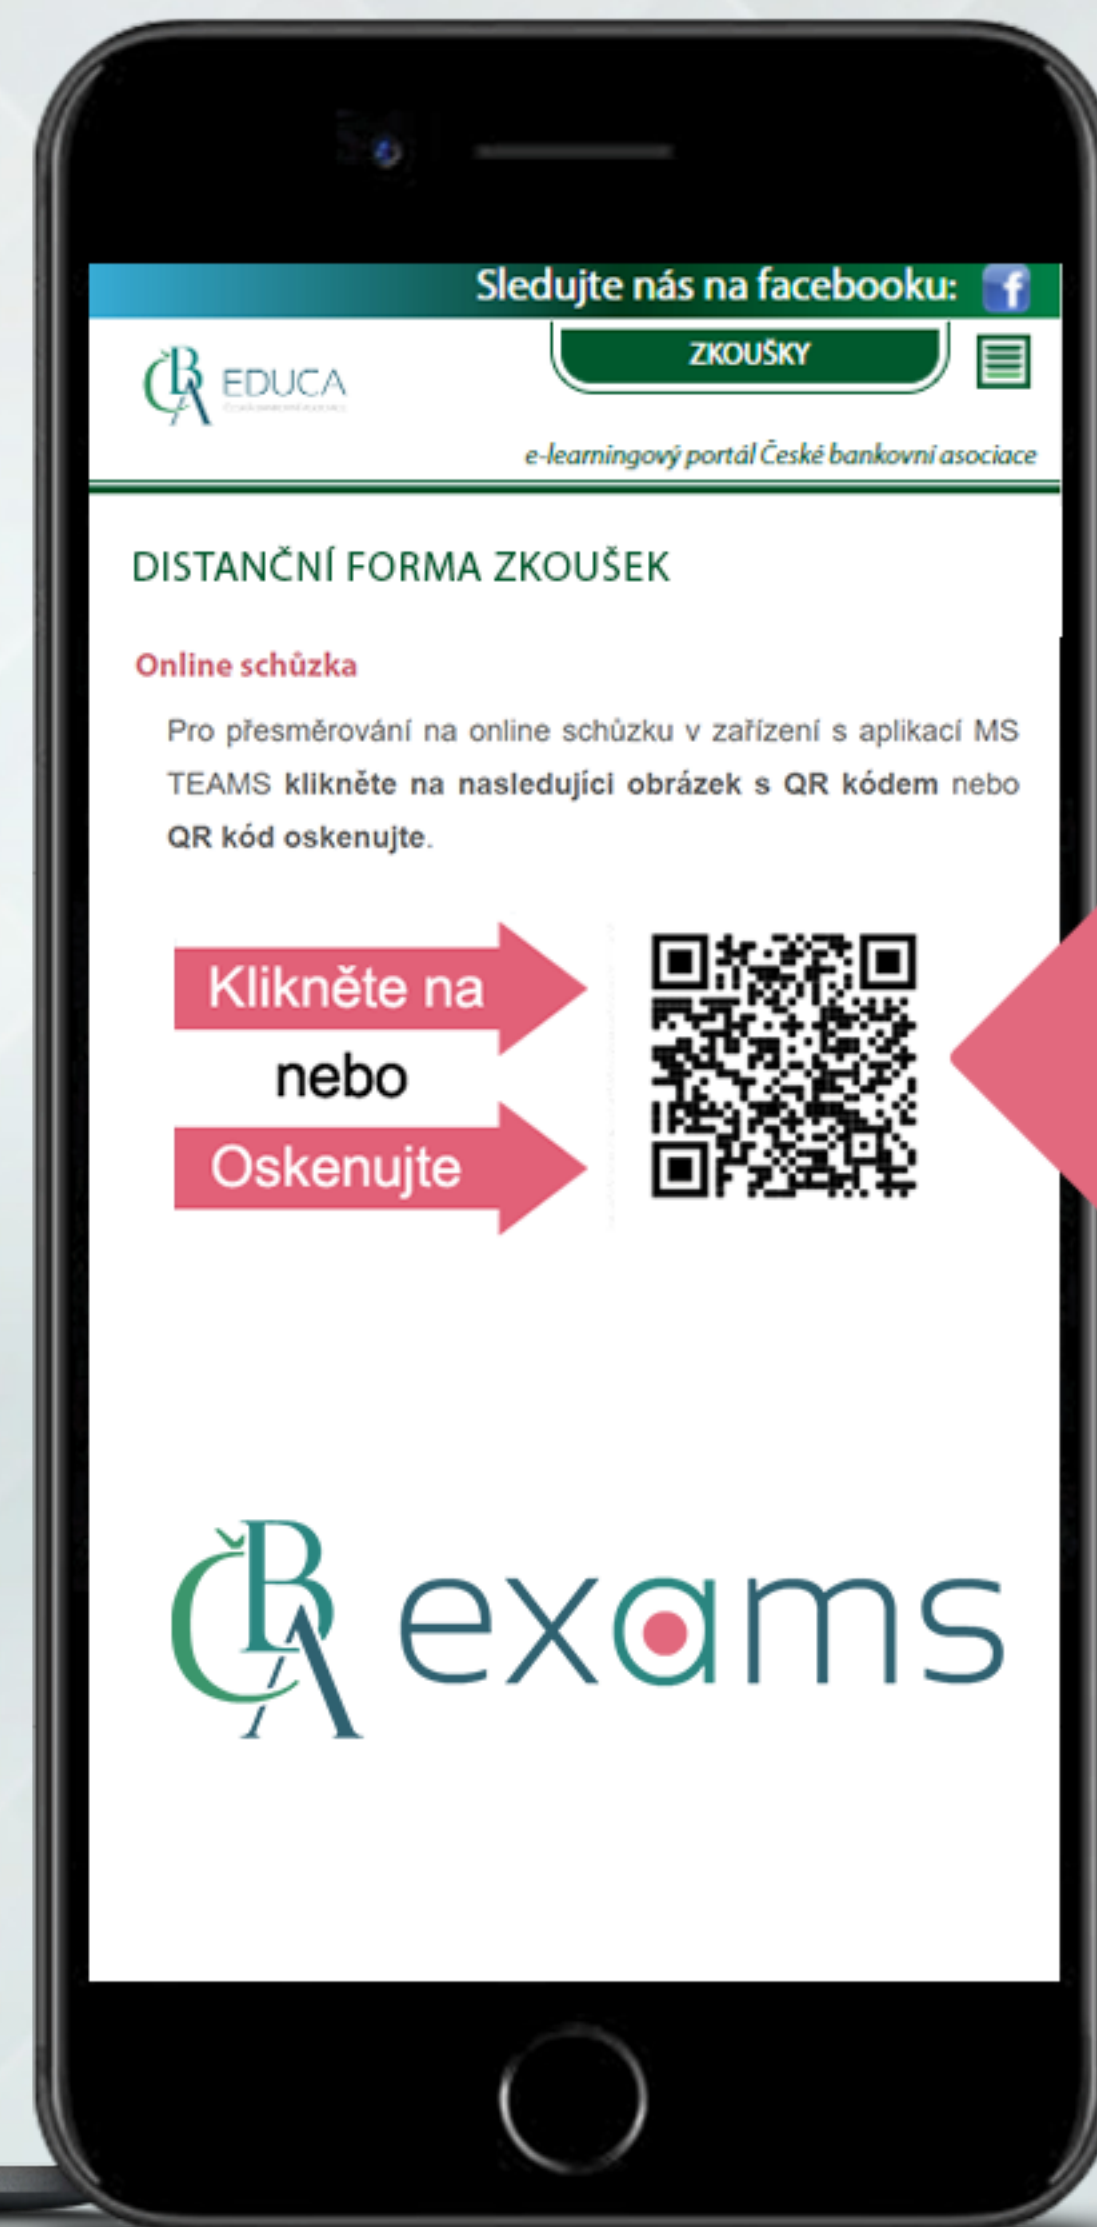 Sledujte nás na facebooku:
ZKOUŠKY
ČBA EDUCA
e-learningový portál České bankovní asociace
DISTANČNÍ FORMA ZKOUŠEK
Online schůzka
Pro přesměrování na online schůzku v zařízení s aplikací MS
TEAMS klikněte na nasledujíci obrázek s QR kódem nebo
QR kód oskenujte.
Klikněte na
nebo
Oskenujte
ČBA exams